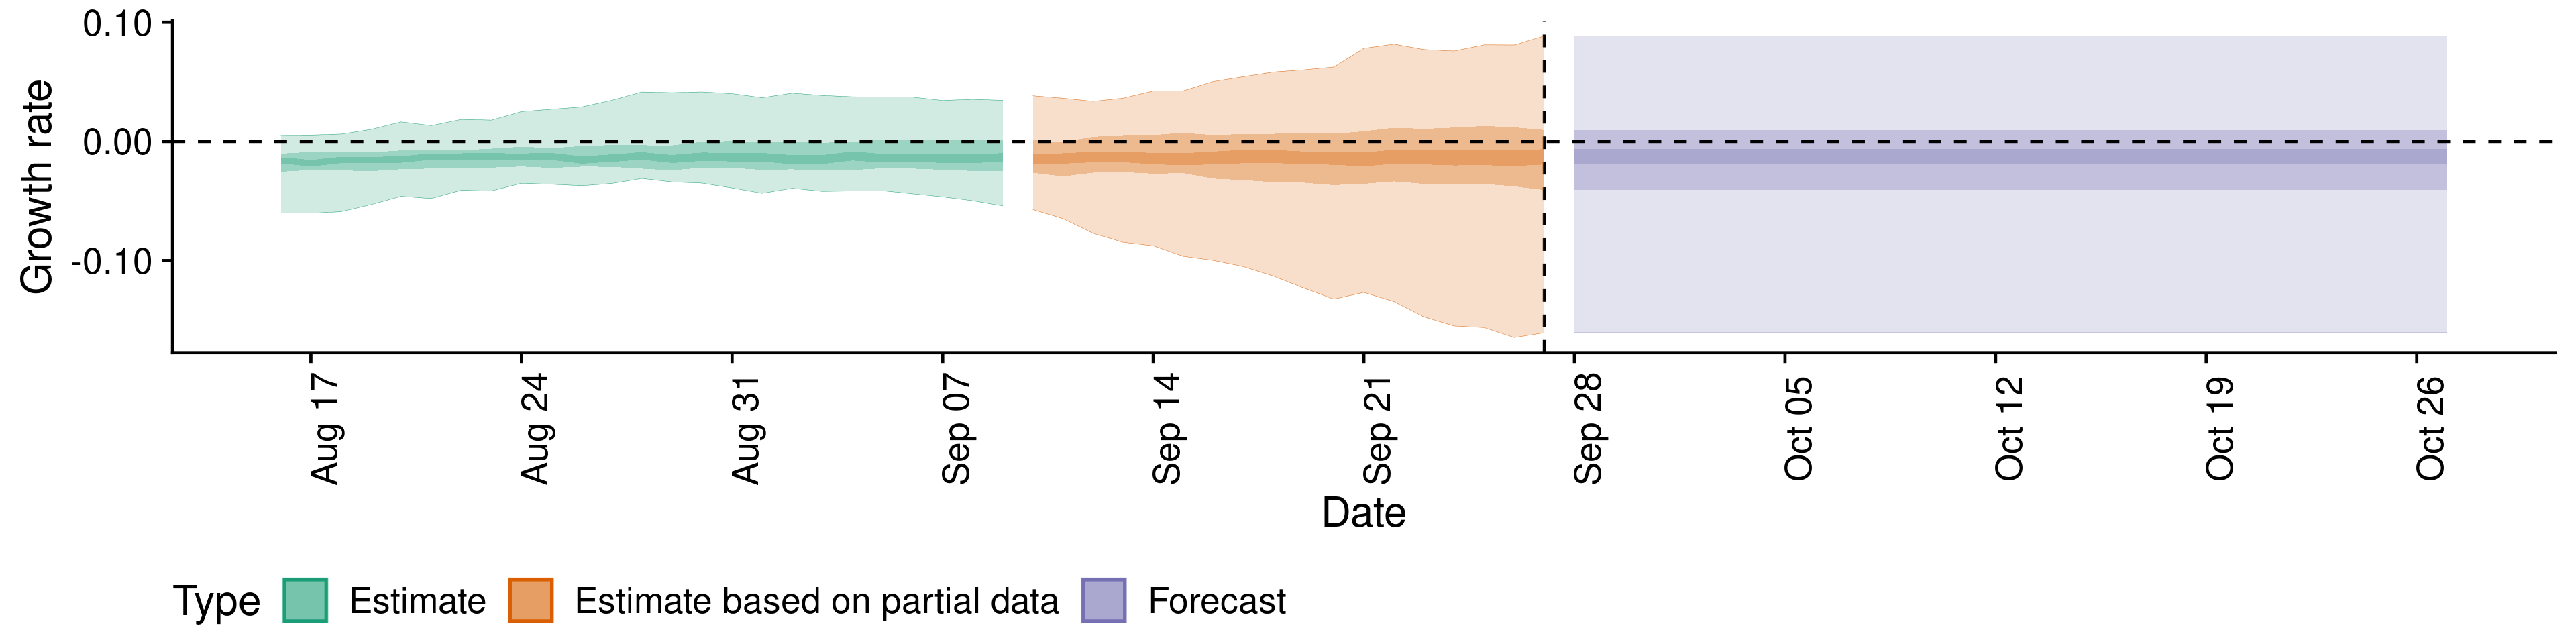 Growth rate
0.10
0.00
-0.10
Aug 17
Aug 24
Aug 31
Sep 07
Sep 14
Sep 21
Sep 28
Oct 05
Oct 12
Oct 19
Oct 26
Date
Type Estimate Estimate based on partial data Forecast